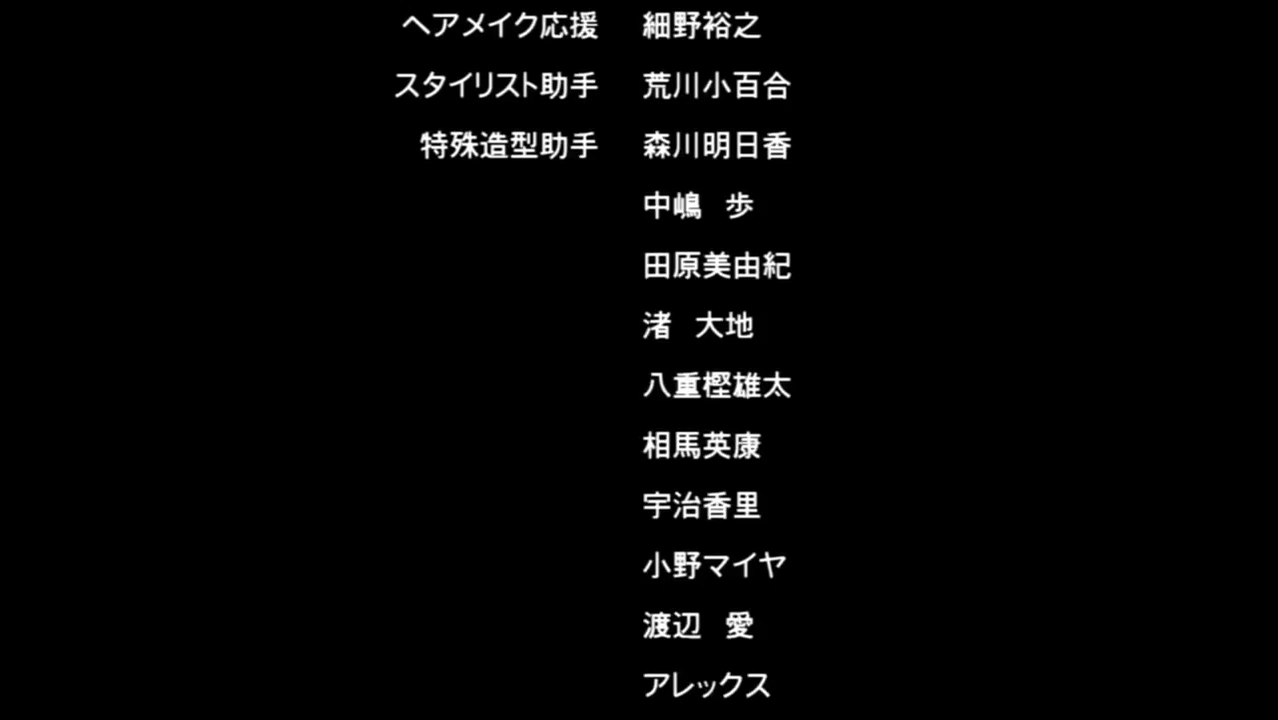 ヘアメイク応援　細野裕之
スタイリスト助手　荒川小百合
特殊造型助手　森川明日香
中嶋　歩
田原美由紀
渚　大地
八重樫雄太
相馬英康
宇治香里
小野マイヤ
渡辺　愛
アレックス